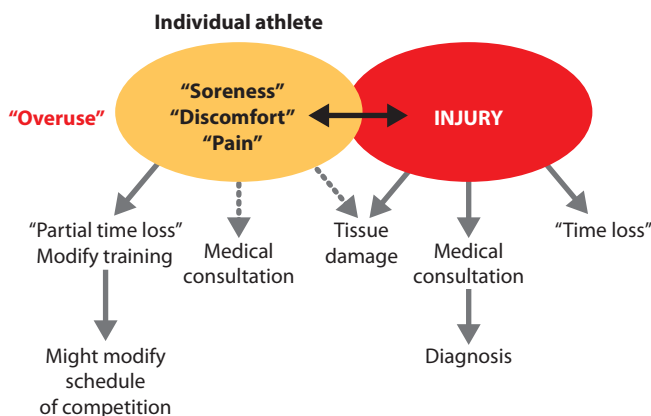 Individual athlete
“Overuse”
“Soreness”
“Discomfort”
“Pain”
INJURY
“Partial time loss”
Modify training
Medical
consultation
Tissue
damage
Medical
consultation
“Time loss”
Might modify
schedule
of competition
Diagnosis